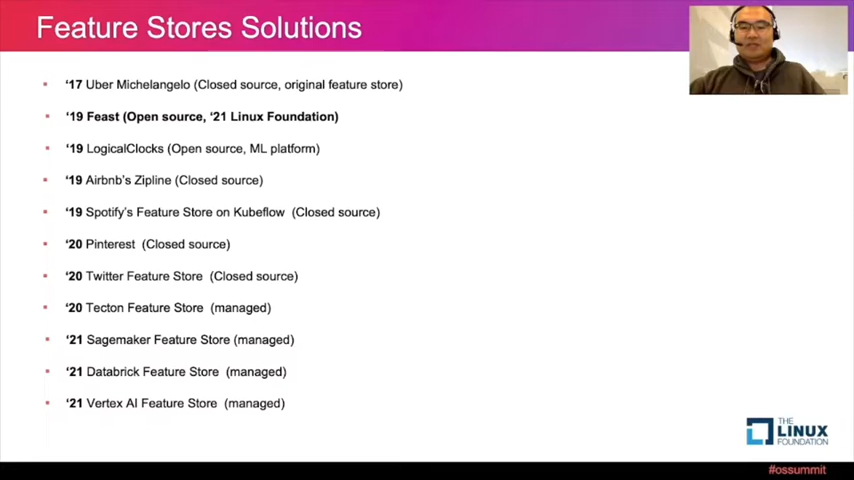 Feature Stores Solutions
‘17 Uber Michelangelo (Closed source, original feature store)
‘19 Feast (Open source, ‘21 Linux Foundation)
‘19 LogicalClocks (Open source, ML platform)
‘19 Airbnb’s Zipline (Closed source)
‘19 Spotify’s Feature Store on Kubeflow (Closed source)
‘20 Pinterest (Closed source)
‘20 Twitter Feature Store (Closed source)
‘20 Tecton Feature Store (managed)
‘21 Sagemaker Feature Store (managed)
‘21 Databrick Feature Store (managed)
‘21 Vertex AI Feature Store (managed)
THE
LINUX
FOUNDATION
#ossummit